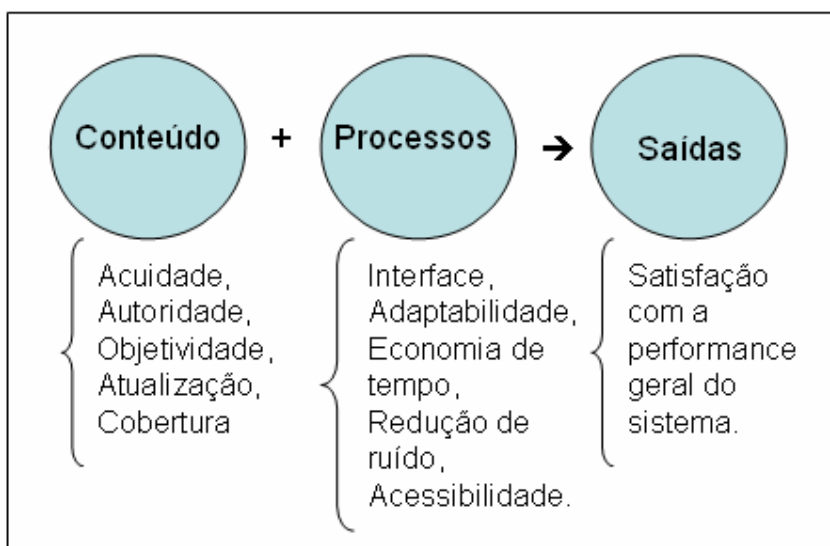 Conteúdo + Processos → Saídas
Acuidade,
Autoridade,
Objetividade,
Atualização,
Cobertura
Interface,
Adaptabilidade,
Economia de
tempo,
Redução de
ruído,
Acessibilidade.
Satisfação
com a
performance
geral do
sistema.